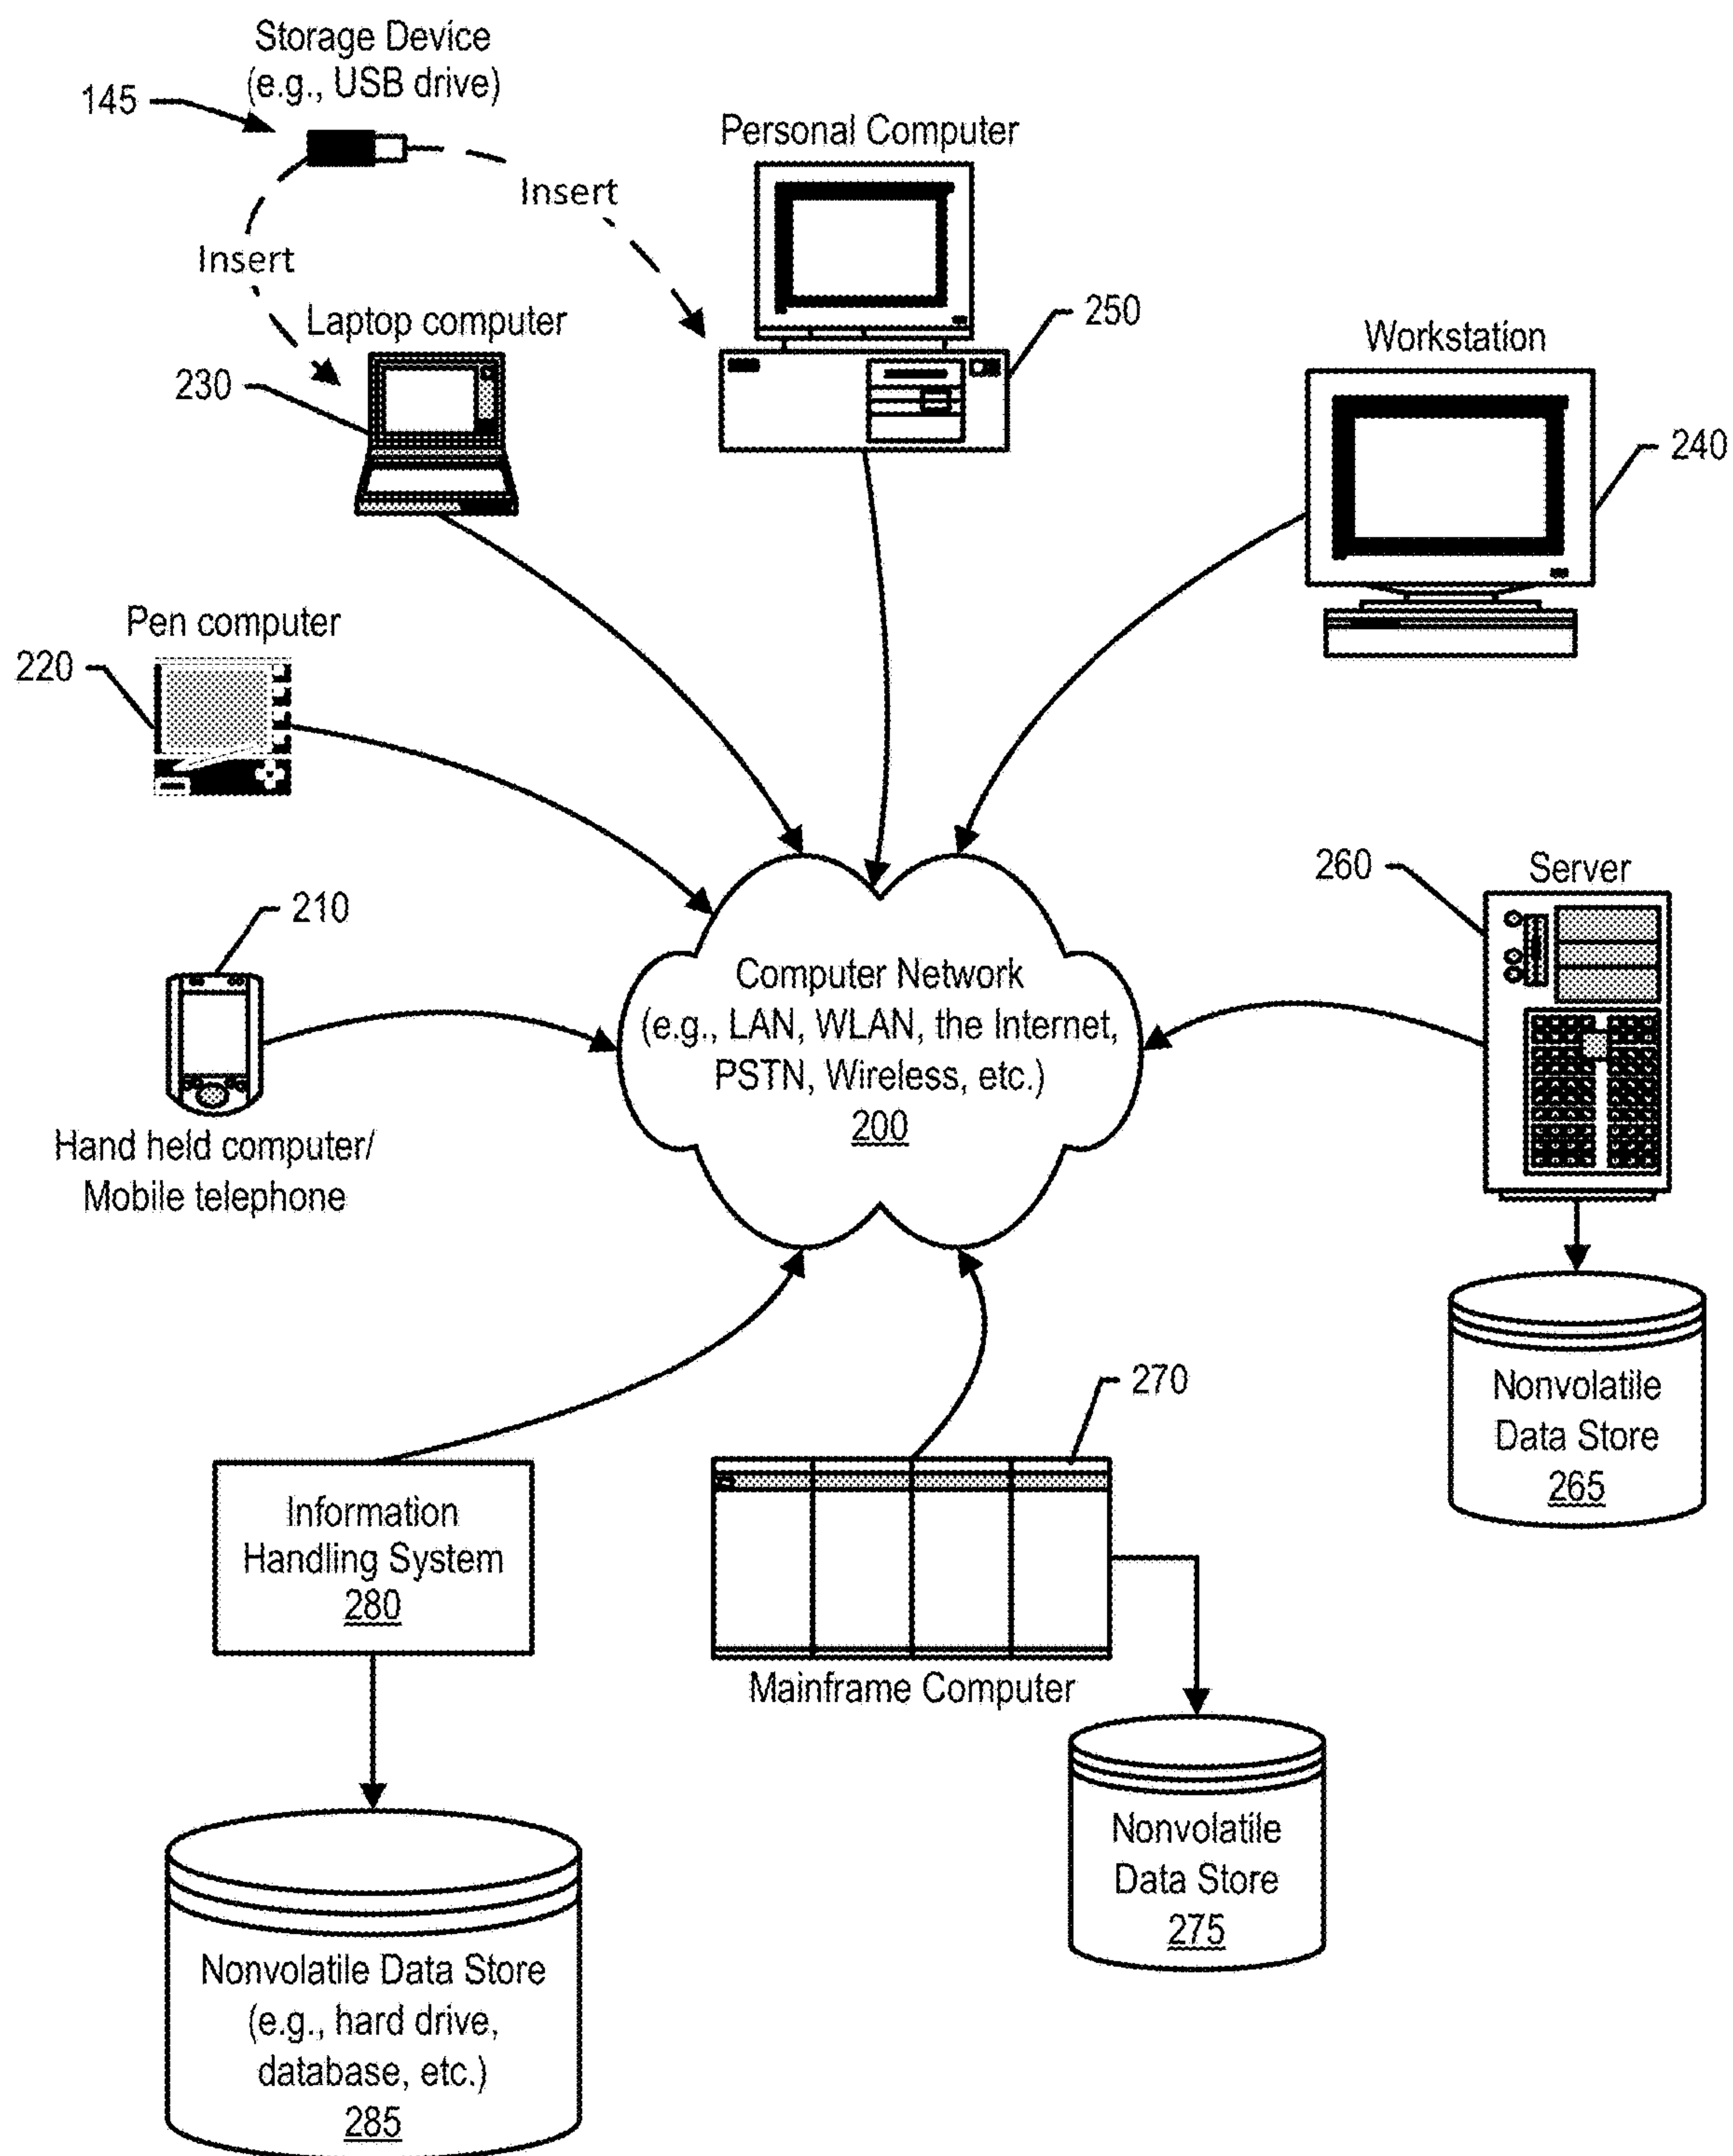 Storage Device
(e.g., USB drive)
145
Personal Computer
Insert
Insert
Laptop computer
250
Workstation
230
240
Pen computer
220
260
Server
210
Computer Network
(e.g., LAN, WLAN, the Internet,
PSTN, Wireless, etc.)
200
Hand held computer/
Mobile telephone
270
Nonvolatile
Data Store
265
Information
Handling System
280
Mainframe Computer
Nonvolatile
Data Store
275
Nonvolatile Data Store
(e.g., hard drive,
database, etc.)
285